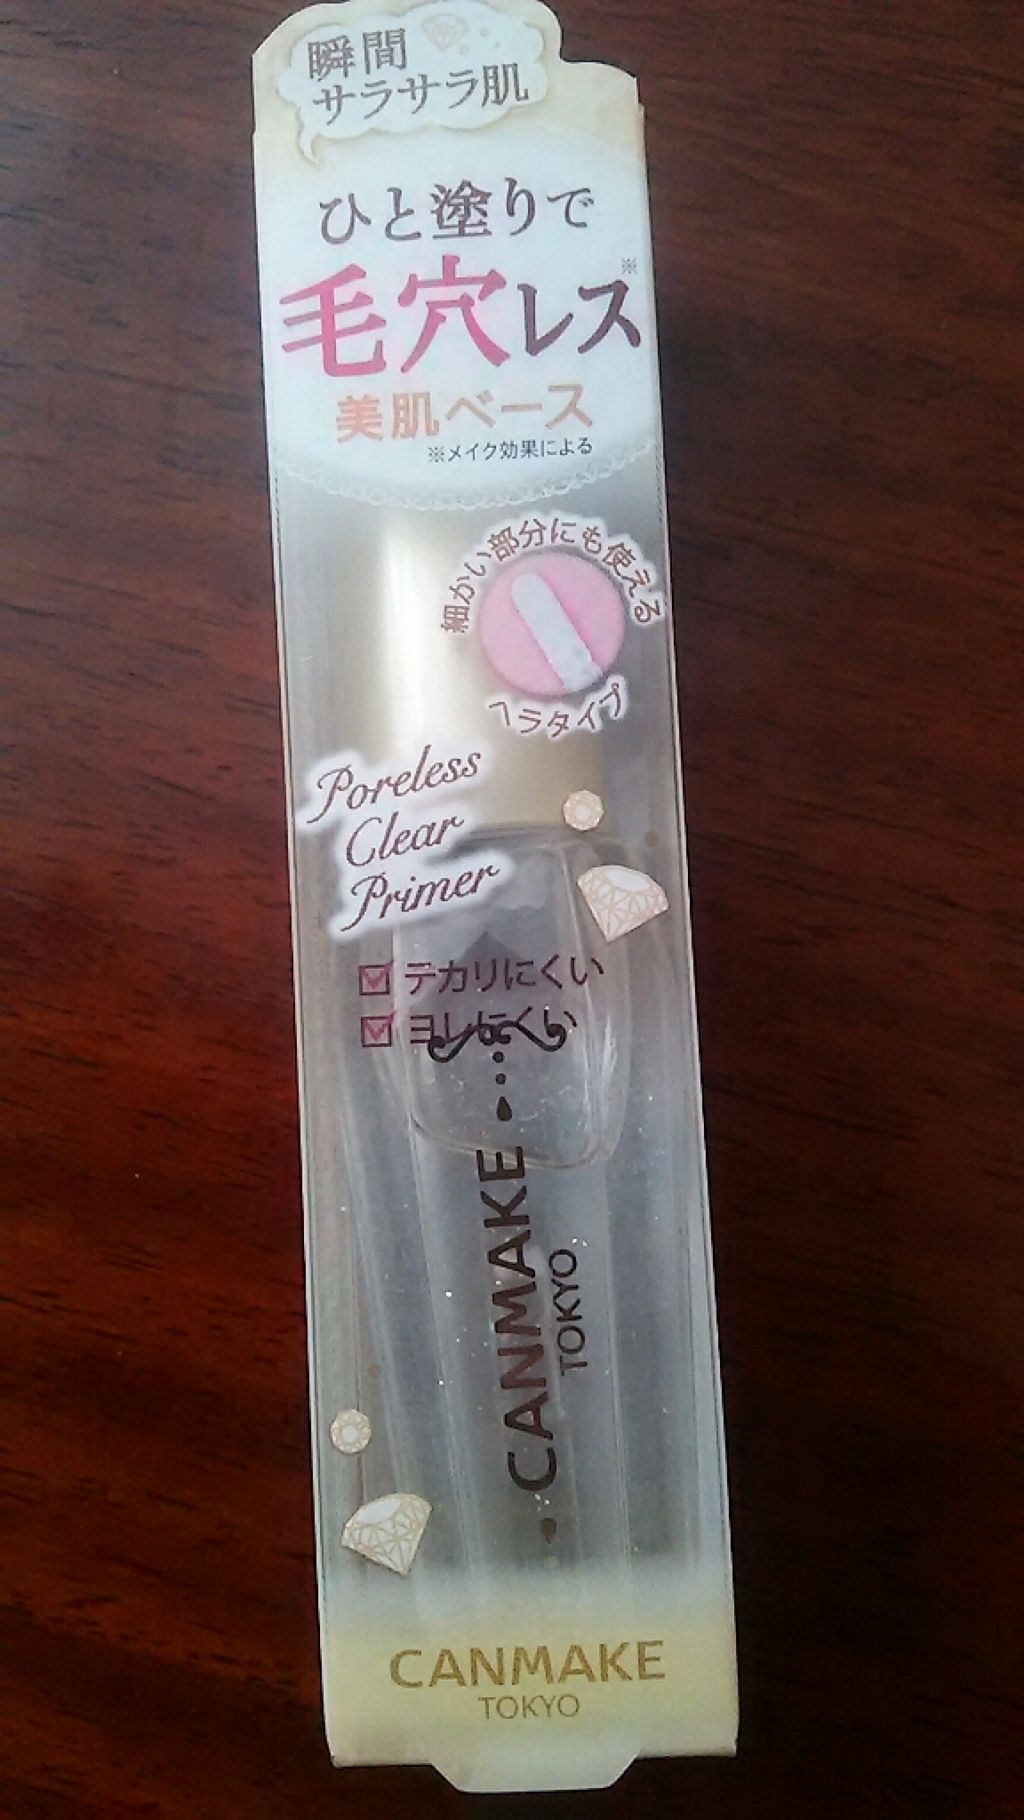 瞬間
サラサラ肌
ひと塗りで
毛穴レス※
美肌ベース
※メイク効果による
細かい部分にも使える
ヘラタイプ
Poreless
Clear
Primer
テカリにくい
ヨレにくい
CANMAKE
TOKYO
CANMAKE
TOKYO